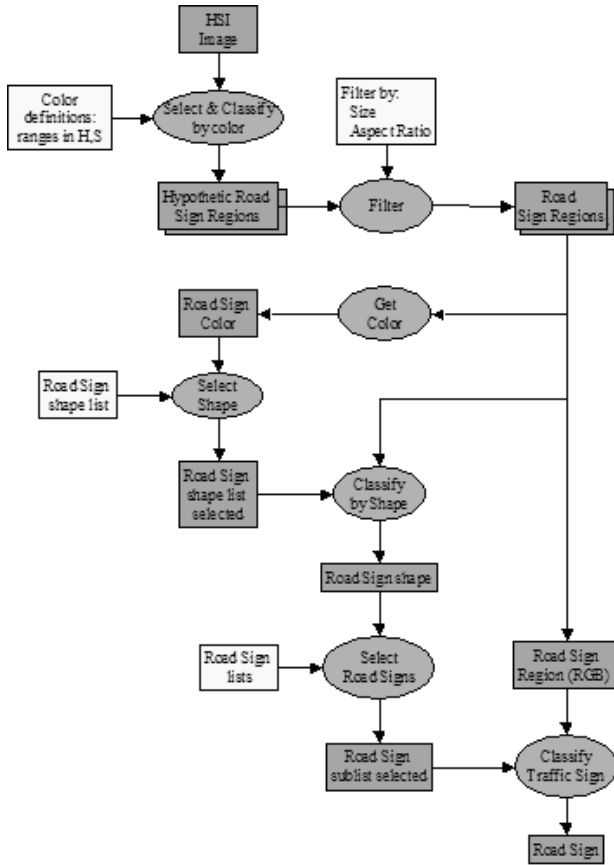 HSI
Image
Color
definitions:
ranges in H,S
Select & Classify
by color
Filter by:
Size
Aspect Ratio
Hypothetic Road
Sign Regions
Filter
Road
Sign Regions
Road Sign
Color
Get
Color
Road Sign
shape list
Select
Shape
Road Sign
shape list
selected
Classify
by Shape
Road Sign shape
Road Sign
lists
Select
Road Signs
Road Sign
Region (RGB)
Road Sign
sublist selected
Classify
Traffic Sign
Road Sign